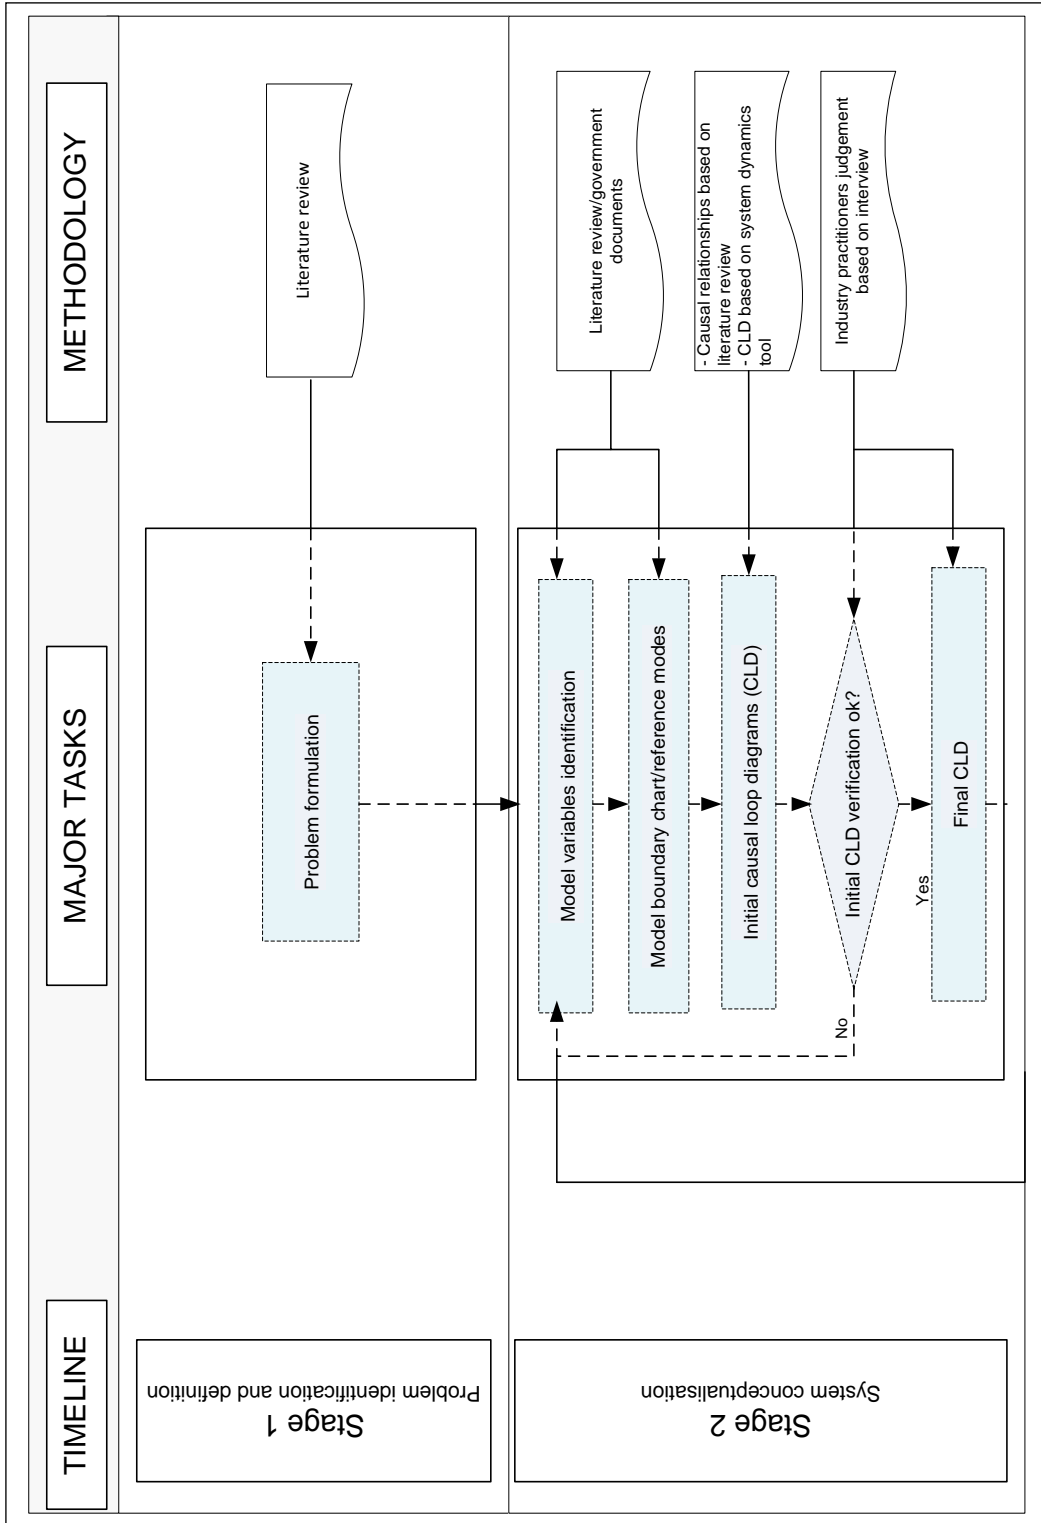 TIMELINE
MAJOR TASKS
METHODOLOGY
Stage 1
Problem identification and definition
Problem formulation
Literature review
Stage 2
System conceptualisation
Model variables identification
Literature review/government
documents
Model boundary chart/reference modes
Initial causal loop diagrams (CLD)
- Causal relationships based on
literature review
- CLD based on system dynamics
tool
Initial CLD verification ok?
Industry practitioners judgement
based on interview
No
Yes
Final CLD